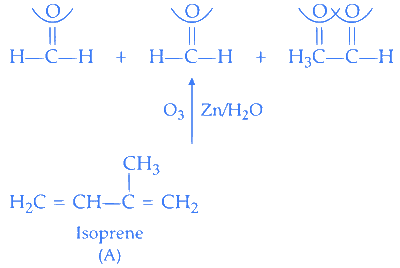 O O O O
H—C—H + H—C—H + H₃C—C—C—H
O₃ Zn/H₂O
CH₃
H₂C = CH—C = CH₂
Isoprene
(A)